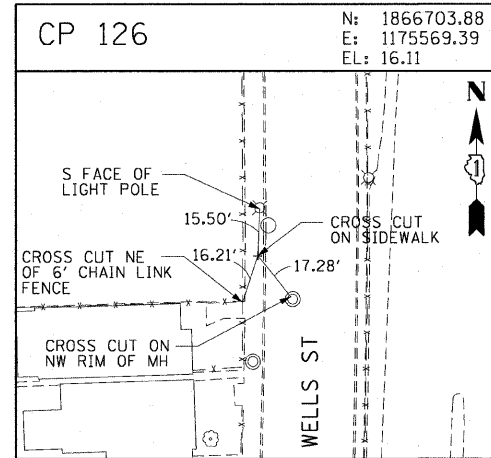 CP 126
N: 1866703.88
E: 1175569.39
EL: 16.11
N
1
S FACE OF
LIGHT POLE
15.50'
CROSS CUT
ON SIDEWALK
16.21'
17.28'
CROSS CUT NE
OF 6' CHAIN LINK
FENCE
CROSS CUT ON
NW RIM OF MH
WELLS ST